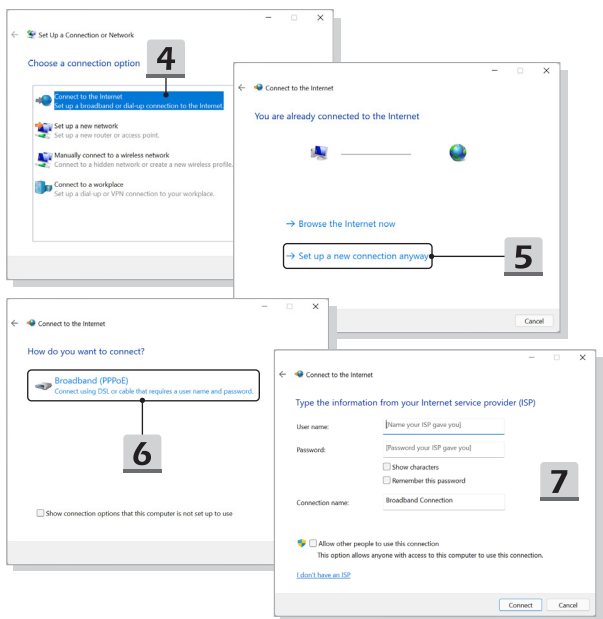 Set Up a Connection or Network
Choose a connection option
4
Connect to the Internet
Set up a broadband or dial-up connection to the Internet.
Set up a new network
Set up a new router or access point.
Manually connect to a wireless network
Connect to a hidden network or create a new wireless profile.
Connect to a workplace
Set up a dial-up or VPN connection to your workplace.
Connect to the Internet
You are already connected to the Internet
→ Browse the Internet now
→ Set up a new connection anyway
5
Cancel
Connect to the Internet
How do you want to connect?
Broadband (PPPoE)
Connect using DSL or cable that requires a user name and password.
6
Show connection options that this computer is not set up to use
Connect to the Internet
Type the information from your Internet service provider (ISP)
User name:
[Name your ISP gave you]
Password:
[Password your ISP gave you]
Show characters
Remember this password
7
Connection name:
Broadband Connection
Allow other people to use this connection
This option allows anyone with access to this computer to use this connection.
I don't have an ISP
Connect
Cancel